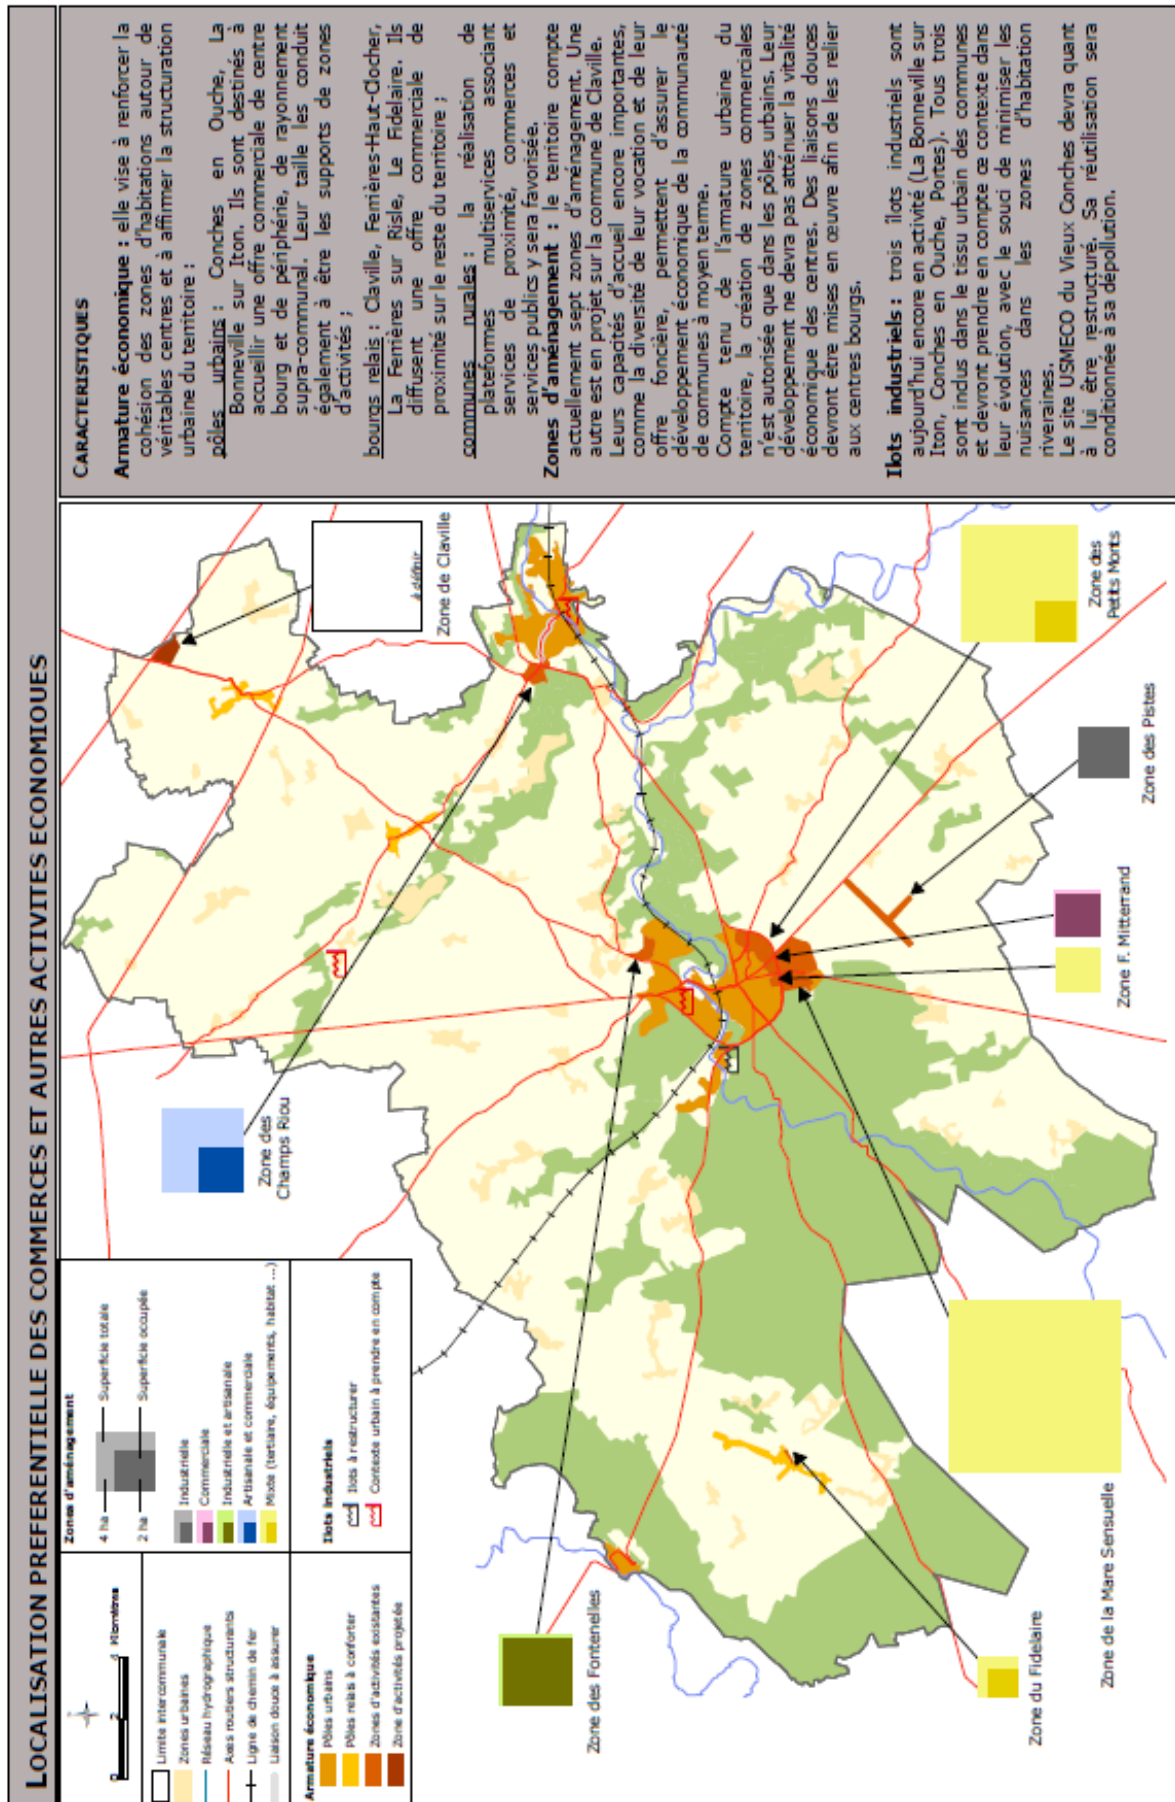 LOCALISATION PREFERENTIELLE DES COMMERCES ET AUTRES ACTIVITES ECONOMIQUES
0 2 4 Kilomètres
Limite intercommunale
Zones urbaines
Réseau hydrographique
Axes routiers structurants
Ligne de chemin de fer
Liaison douce à assurer
Armature économique
Pôles urbains
Pôles relais à conforter
Zones d'activités existantes
Zone d'activités projetée
Zones d'aménagement
4 ha
Superficie totale
2 ha
Superficie occupée
Industrielle
Commerciale
Industrielle et artisanale
Artisanale et commerciale
Mixte (tertiaire, équipements, habitat ...)
Ilots industriels
Ilots à restructurer
Contexte urbain à prendre en compte
Zone des
Champs Riou
à définir
Zone de Claville
Zone des Fontenelles
Zone du Fidelaire
Zone de la Mare Sensuelle
Zone F. Mitterrand
Zone des Pistes
Zone des
Petits Monts
CARACTERISTIQUES
Armature économique : elle vise à renforcer la
cohésion des zones d'habitations autour de
véritables centres et à affirmer la structuration
urbaine du territoire :
pôles urbains : Conches en Ouche, La
Bonneville sur Iton. Ils sont destinés à
accueillir une offre commerciale de centre
bourg et de périphérie, de rayonnement
supra-communal. Leur taille les conduit
également à être les supports de zones
d'activités ;
bourgs relais : Claville, Ferrières-Haut-Clocher,
La Ferrières sur Risle, Le Fidelaire. Ils
diffusent une offre commerciale de
proximité sur le reste du territoire ;
communes rurales : la réalisation de
plateformes multiservices associant
services de proximité, commerces et
services publics y sera favorisée.
Zones d'aménagement : le territoire compte
actuellement sept zones d'aménagement. Une
autre est en projet sur la commune de Claville.
Leurs capacités d'accueil encore importantes,
comme la diversité de leur vocation et de leur
offre foncière, permettent d'assurer le
développement économique de la communauté
de communes à moyen terme.
Compte tenu de l'armature urbaine du
territoire, la création de zones commerciales
n'est autorisée que dans les pôles urbains. Leur
développement ne devra pas atténuer la vitalité
économique des centres. Des liaisons douces
devront être mises en œuvre afin de les relier
aux centres bourgs.
Ilots industriels : trois îlots industriels sont
aujourd'hui encore en activité (La Bonneville sur
Iton, Conches en Ouche, Portes). Tous trois
sont inclus dans le tissu urbain des communes
et devront prendre en compte ce contexte dans
leur évolution, avec le souci de minimiser les
nuisances dans les zones d'habitation
riveraines.
Le site USMECO du Vieux Conches devra quant
à lui être restructuré. Sa réutilisation sera
conditionnée à sa dépollution.